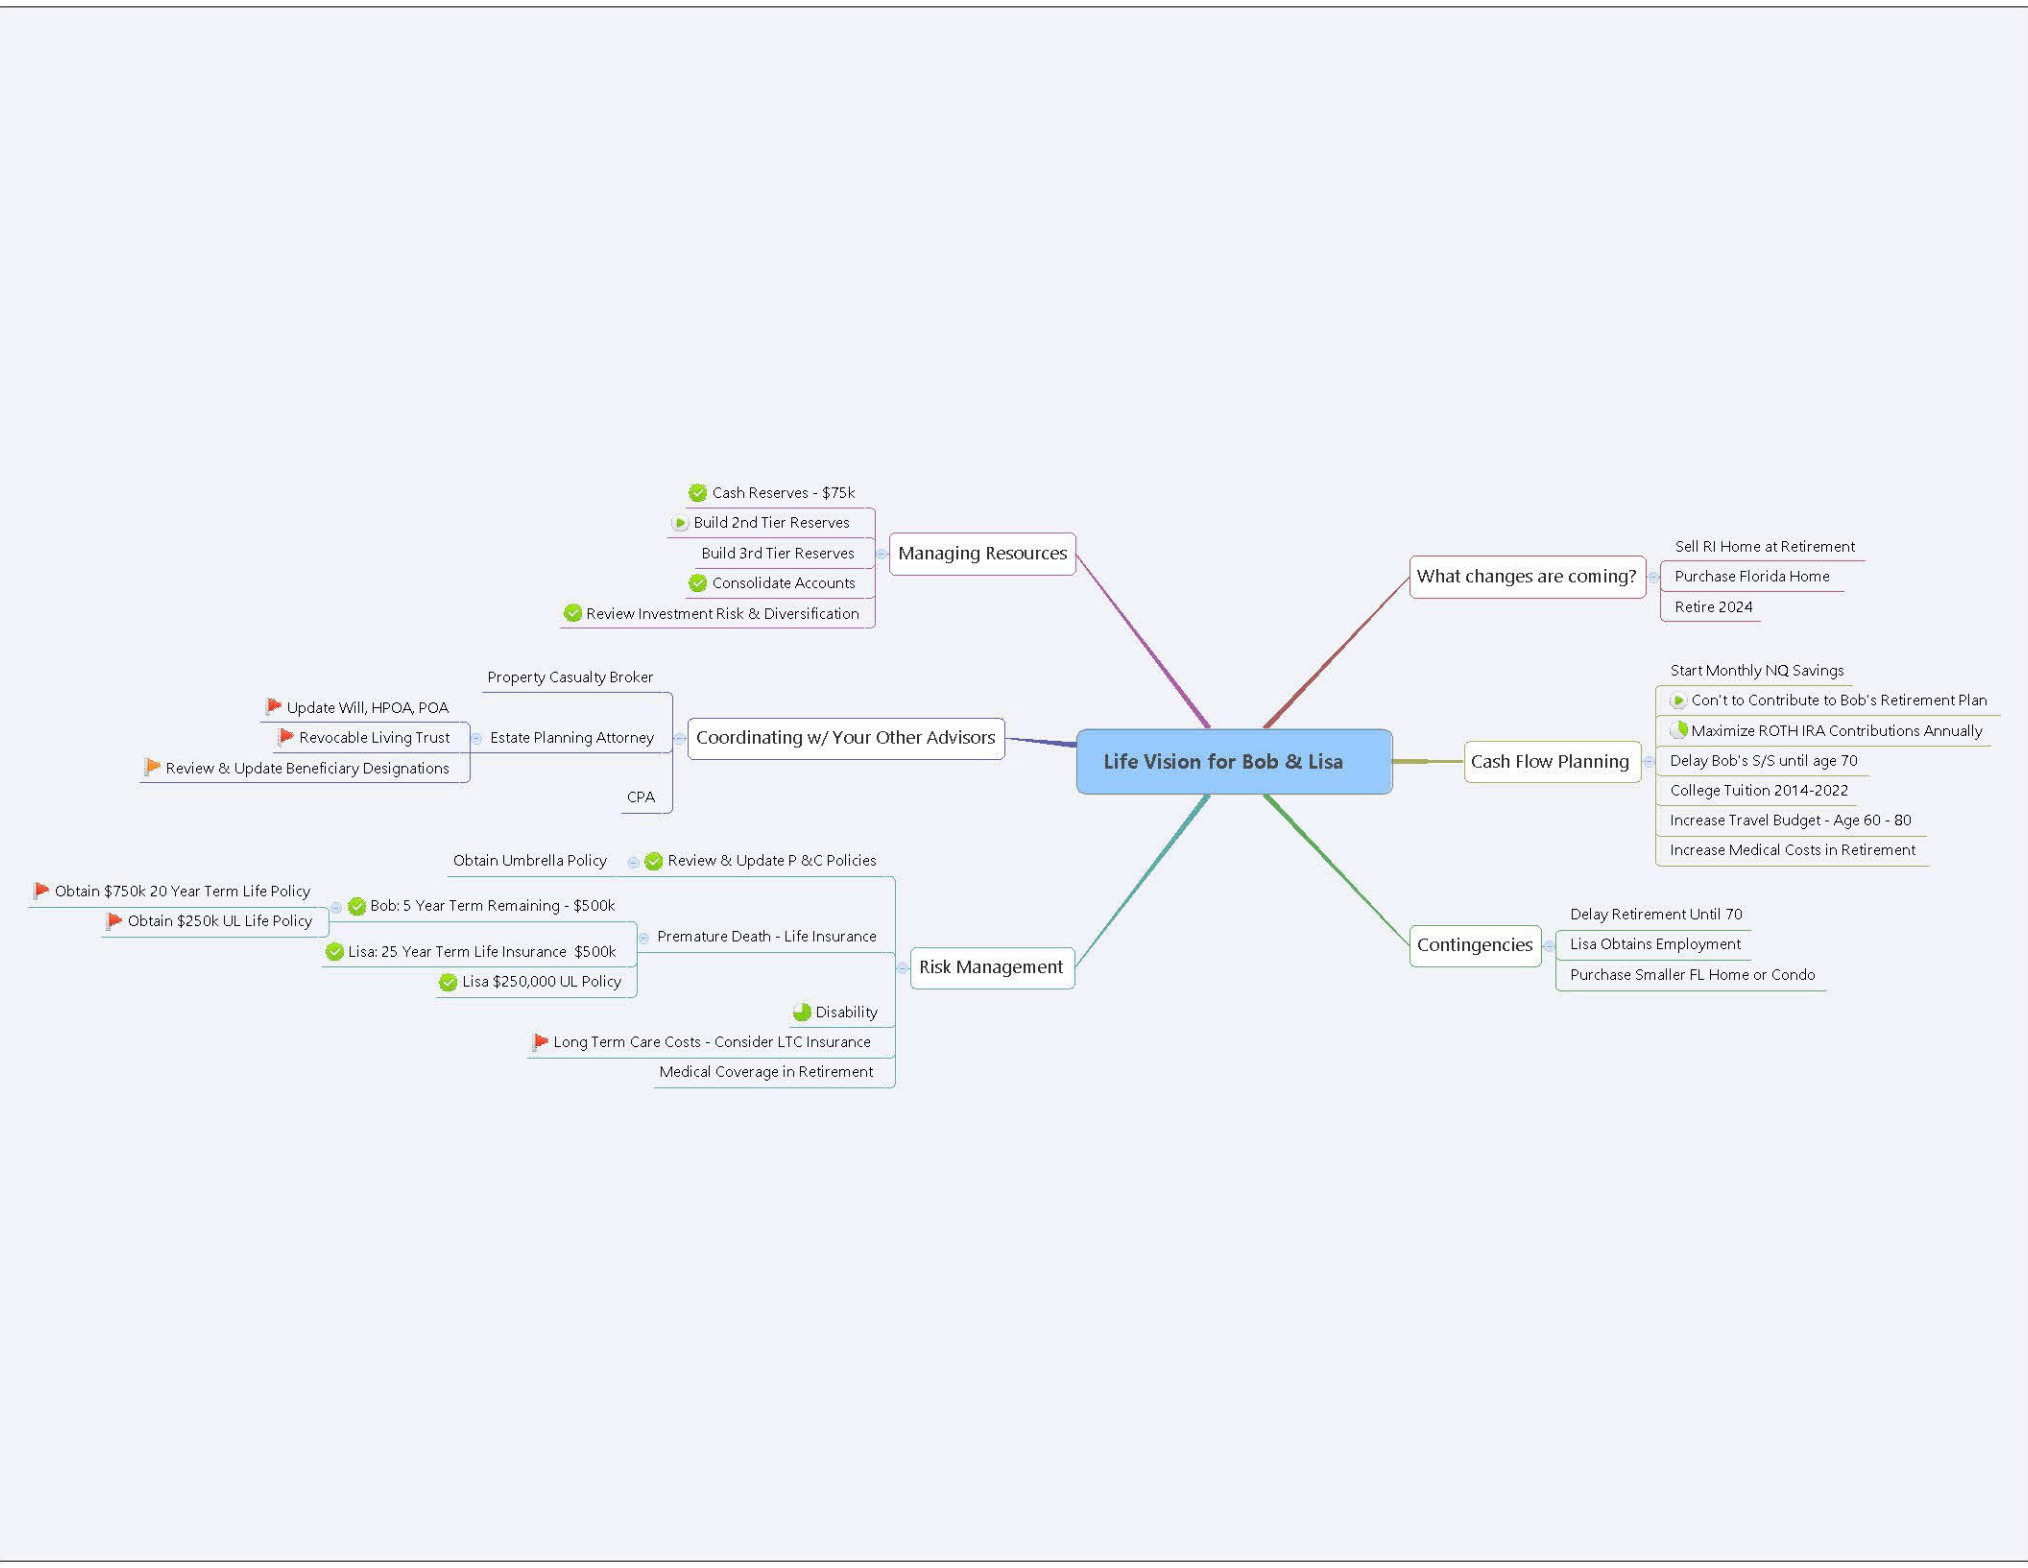 Cash Reserves - $75k
Build 2nd Tier Reserves
Build 3rd Tier Reserves
Consolidate Accounts
Review Investment Risk & Diversification
Managing Resources
Property Casualty Broker
Update Will, HPOA, POA
Revocable Living Trust
Review & Update Beneficiary Designations
Estate Planning Attorney
CPA
Coordinating w/ Your Other Advisors
Obtain Umbrella Policy
Review & Update P &C Policies
Obtain $750k 20 Year Term Life Policy
Obtain $250k UL Life Policy
Bob: 5 Year Term Remaining - $500k
Lisa: 25 Year Term Life Insurance $500k
Lisa $250,000 UL Policy
Premature Death - Life Insurance
Disability
Long Term Care Costs - Consider LTC Insurance
Medical Coverage in Retirement
Risk Management
Life Vision for Bob & Lisa
What changes are coming?
Sell RI Home at Retirement
Purchase Florida Home
Retire 2024
Cash Flow Planning
Start Monthly NQ Savings
Con't to Contribute to Bob's Retirement Plan
Maximize ROTH IRA Contributions Annually
Delay Bob's S/S until age 70
College Tuition 2014-2022
Increase Travel Budget - Age 60 - 80
Increase Medical Costs in Retirement
Contingencies
Delay Retirement Until 70
Lisa Obtains Employment
Purchase Smaller FL Home or Condo